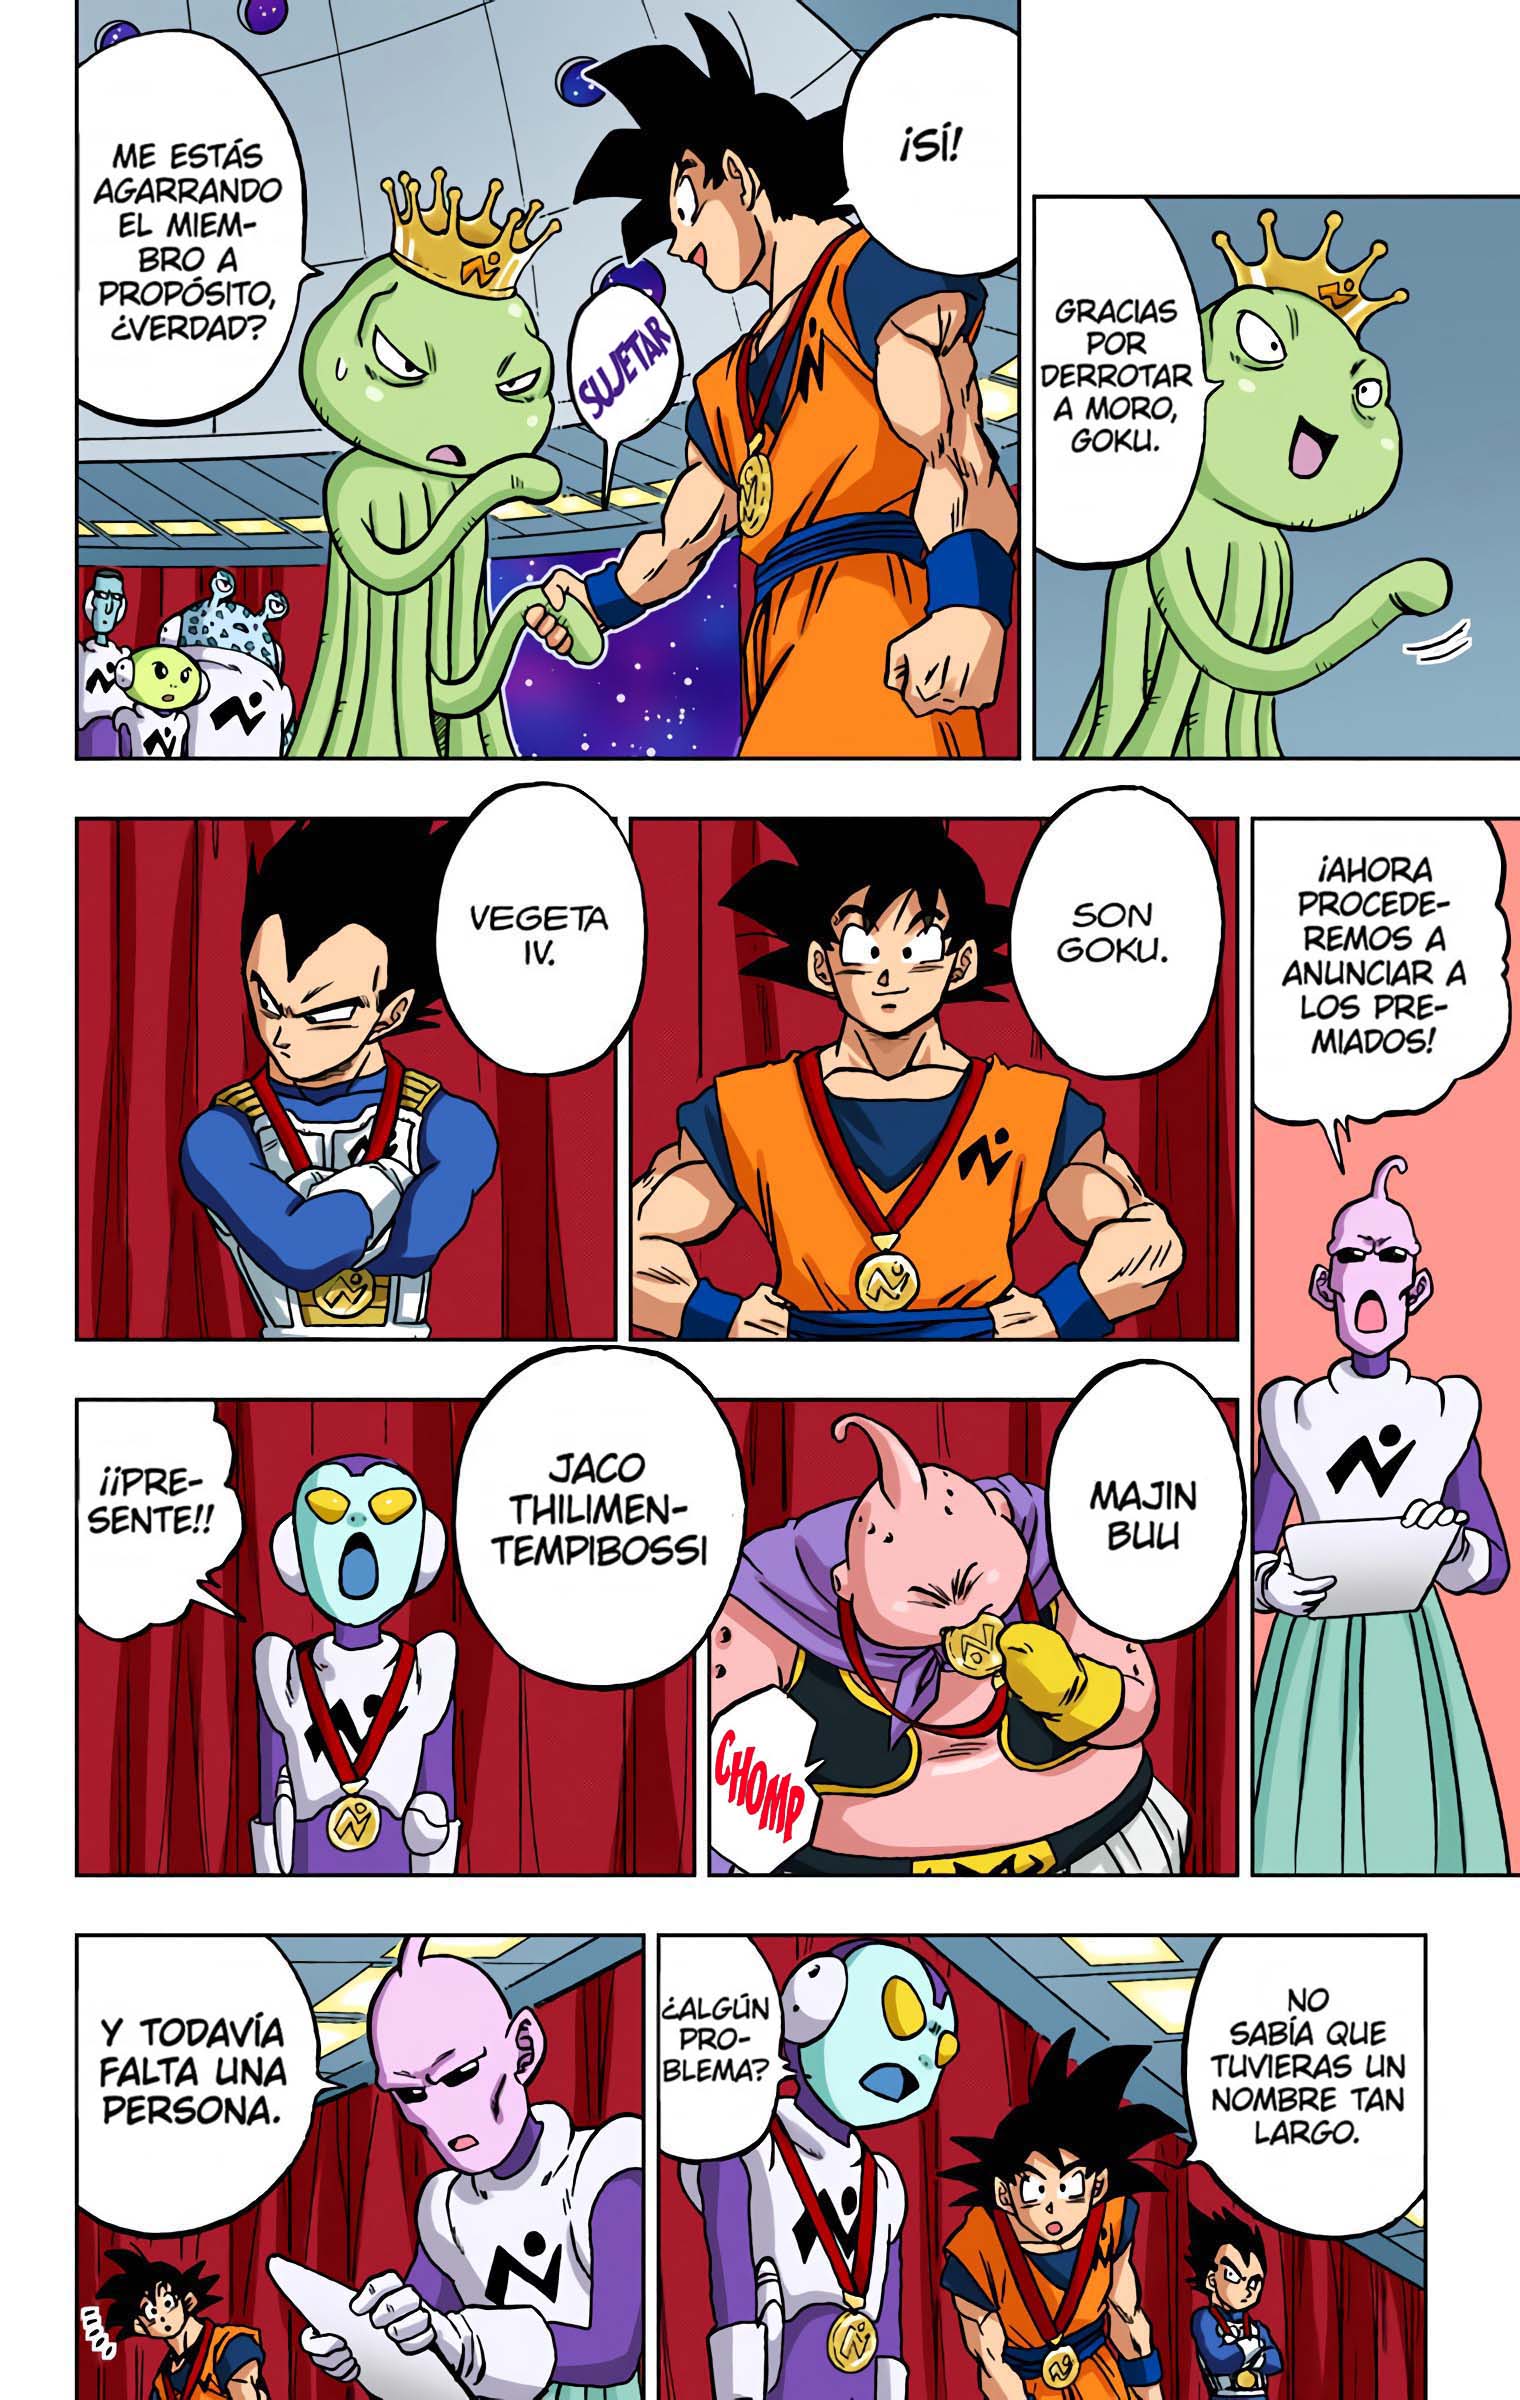 GRACIAS
POR
DERROTAR
A MORO,
GOKU.
¡SÍ!
SUJETAR
ME ESTÁS
AGARRANDO
EL MIEM-
BRO A
PROPÓSITO,
¿VERDAD?
¡AHORA
PROCEDE-
REMOS A
ANUNCIAR A
LOS PRE-
MIADOS!
SON
GOKU.
VEGETA
IV.
MAJIN
BUU
CHOMP
JACO
THILIMEN-
TEMPIBOSSI
¡¡PRE-
SENTE!!
NO
SABÍA QUE
TUVIERAS UN
NOMBRE TAN
LARGO.
¿ALGÚN
PRO-
BLEMA?
Y TODAVÍA
FALTA UNA
PERSONA.